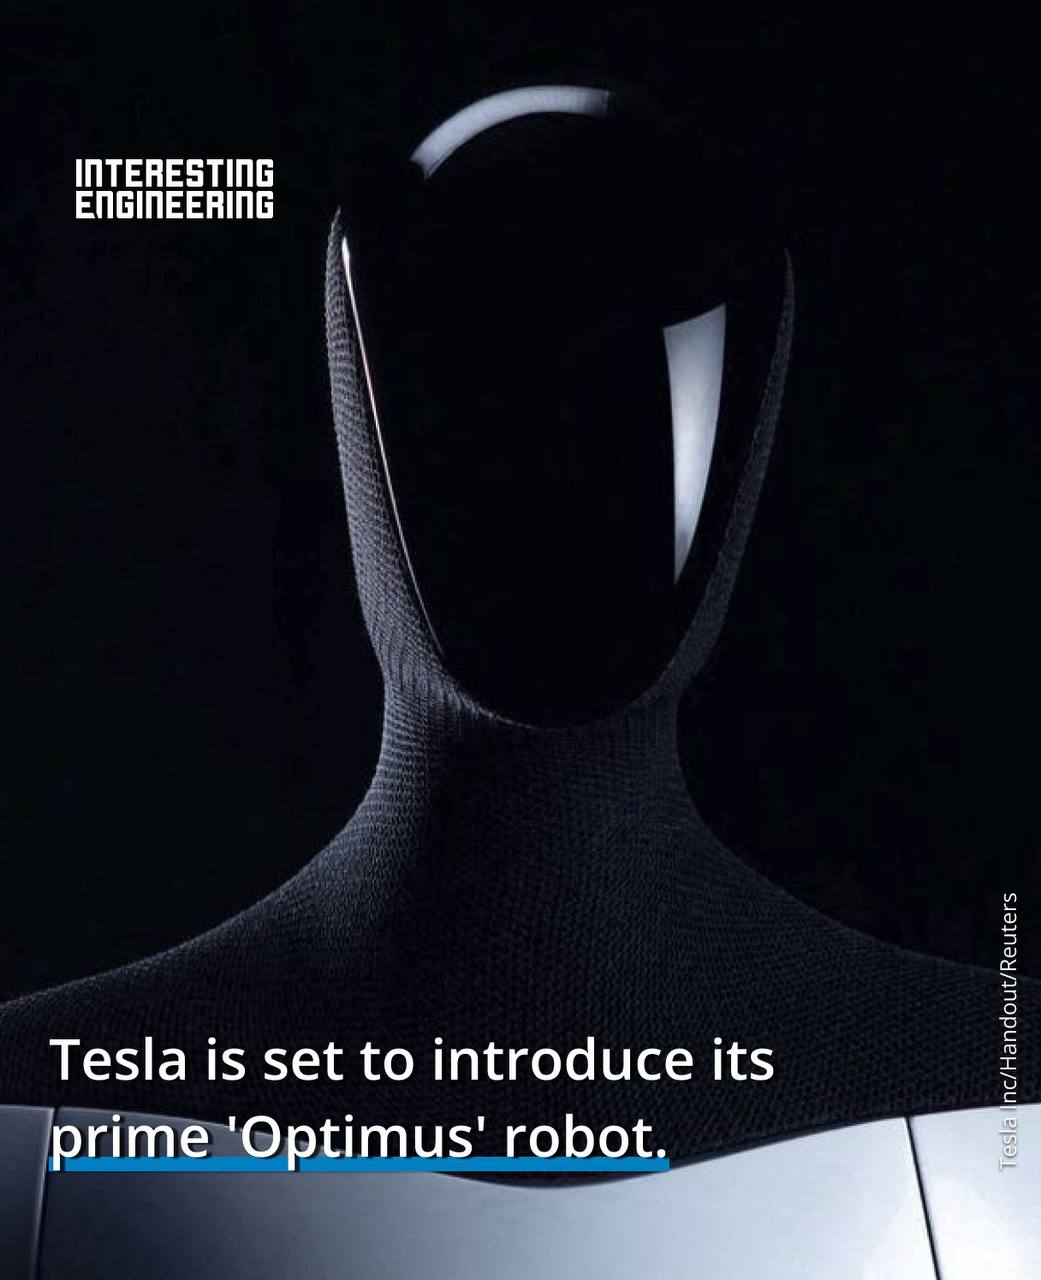 INTERESTING
ENGINEERING
Tesla is set to introduce its
prime 'Optimus' robot.
Tesla Inc/Handout/Reuters